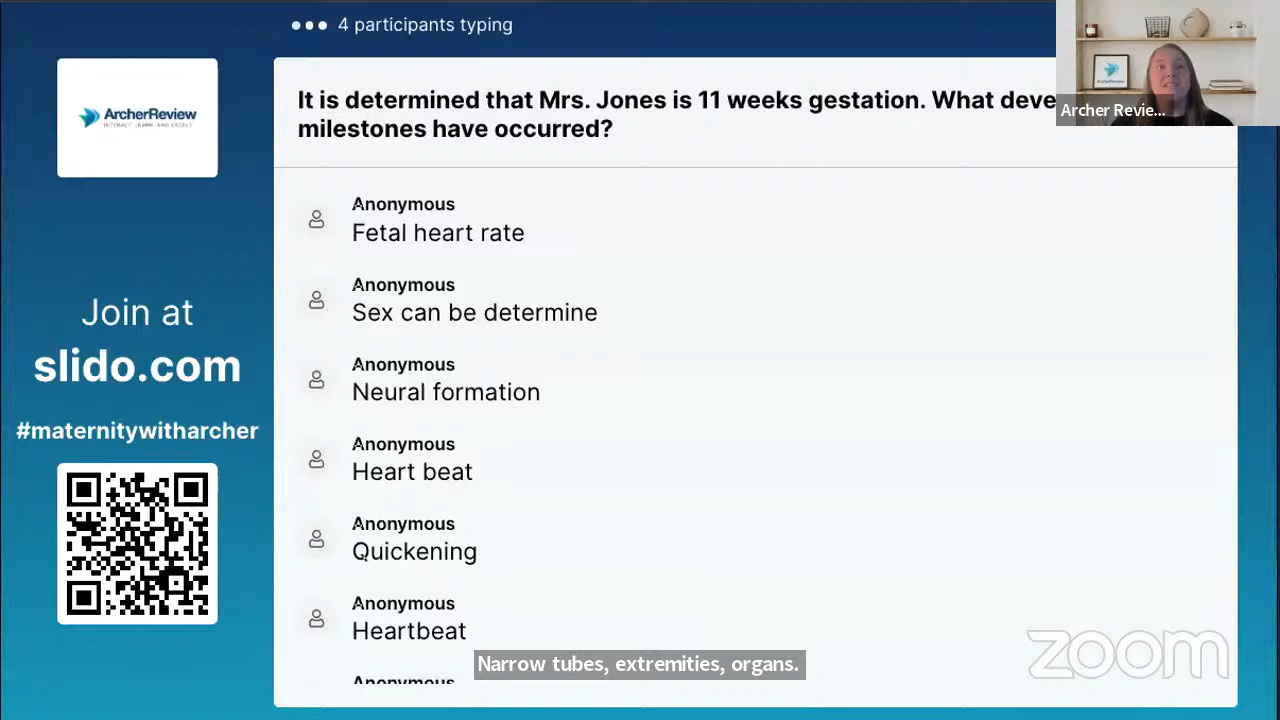 4 participants typing
ArcherReview
It is determined that Mrs. Jones is 11 weeks gestation. What deve
milestones have occurred?
Archer Revie...
Anonymous
Fetal heart rate
Anonymous
Sex can be determine
Anonymous
Neural formation
Anonymous
Heart beat
Anonymous
Quickening
Anonymous
Heartbeat
Anonymous
Join at
slido.com
#maternitywitharcher
Narrow tubes, extremities, organs.
zoom